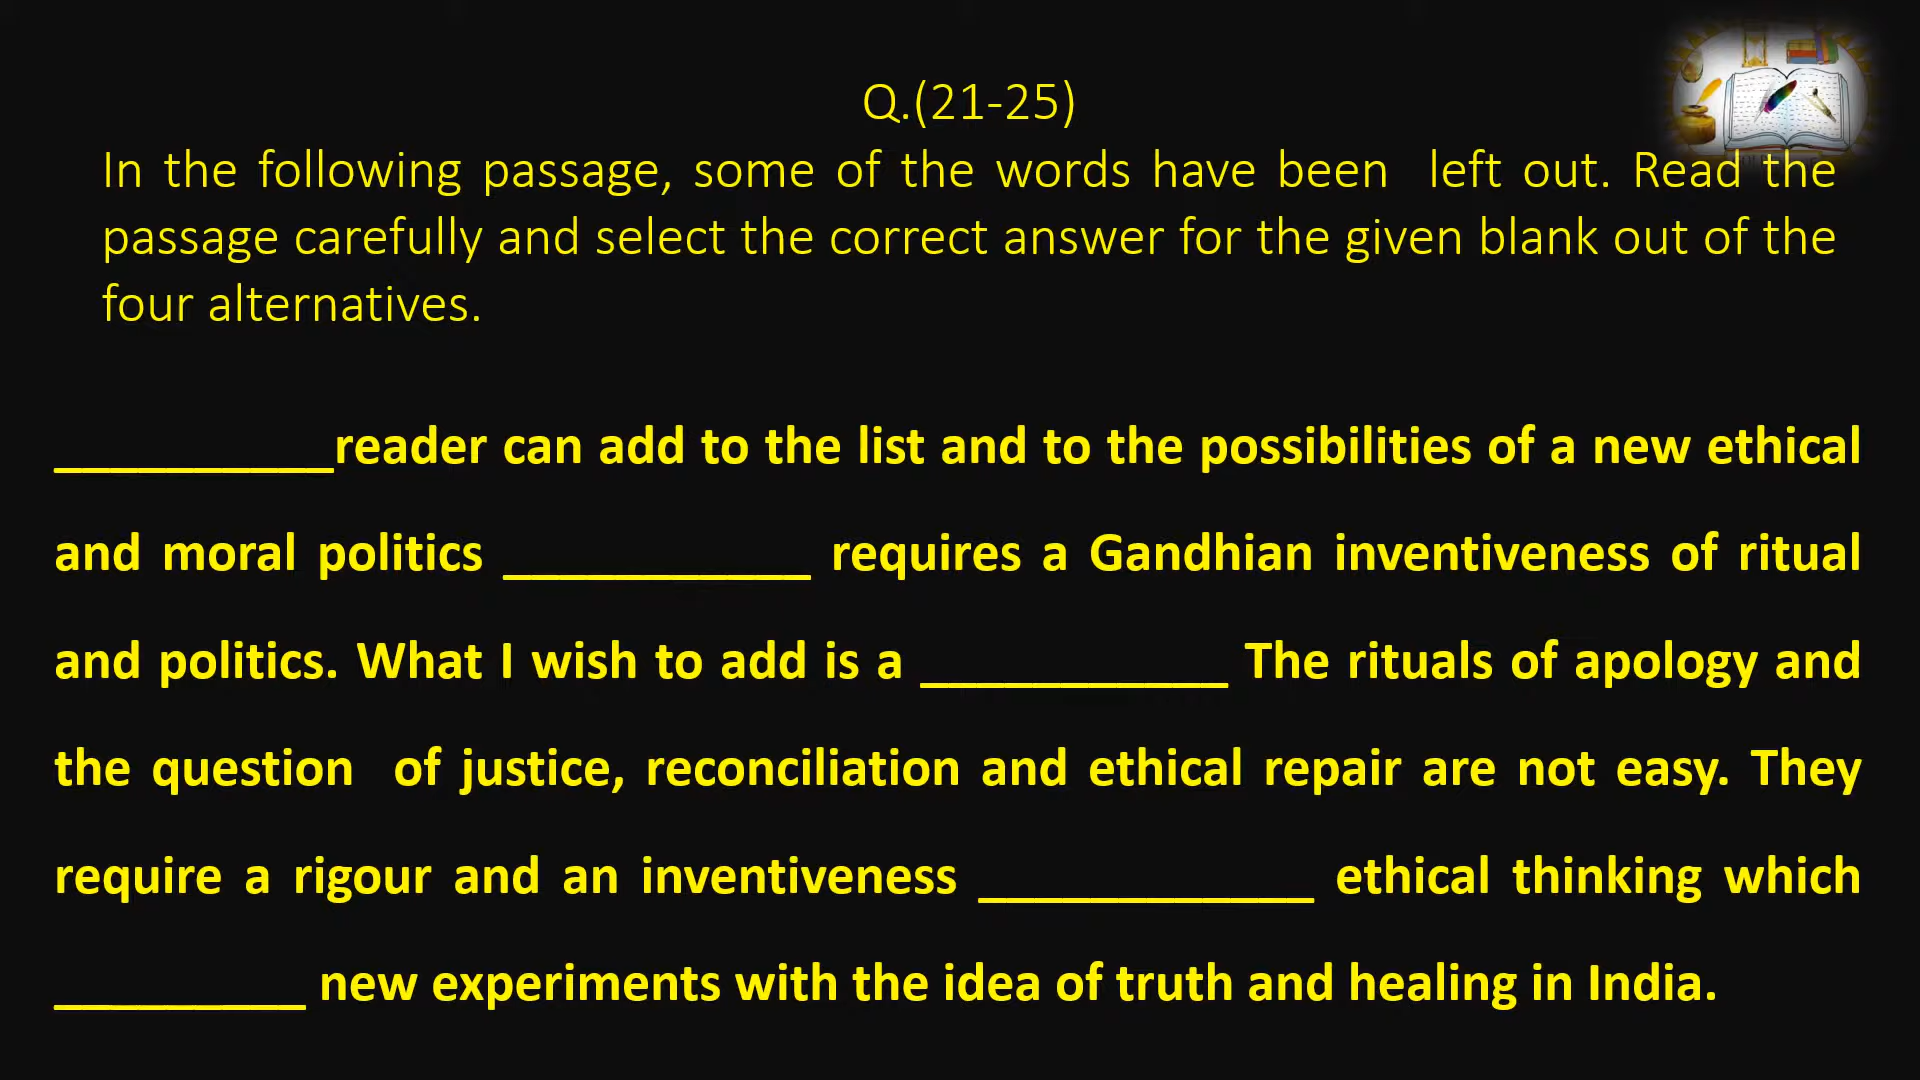 Q.(21-25)
In the following passage, some of the words have been left out. Read the
passage carefully and select the correct answer for the given blank out of the
four alternatives.
__________reader can add to the list and to the possibilities of a new ethical
and moral politics ___________ requires a Gandhian inventiveness of ritual
and politics. What I wish to add is a ___________ The rituals of apology and
the question of justice, reconciliation and ethical repair are not easy. They
require a rigour and an inventiveness ____________ ethical thinking which
_________ new experiments with the idea of truth and healing in India.